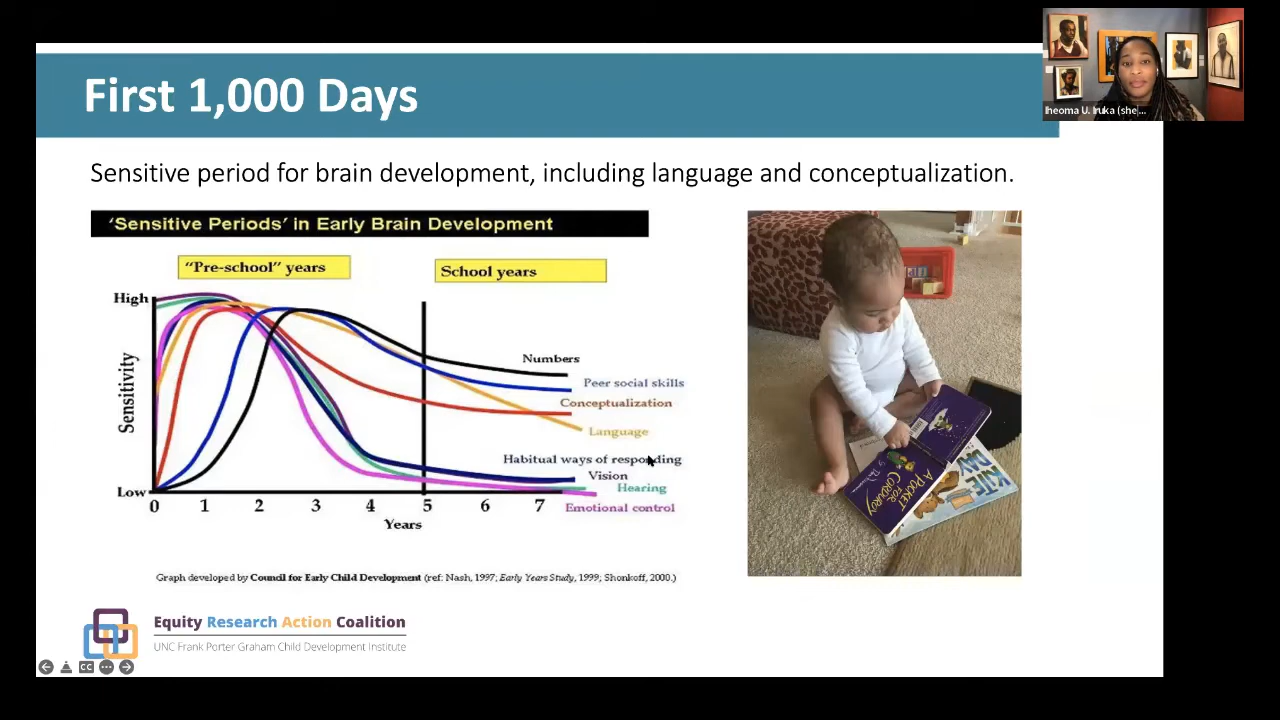 First 1,000 Days
Iheoma U. Iruka (she...
Sensitive period for brain development, including language and conceptualization.
'Sensitive Periods' in Early Brain Development
"Pre-school" years
School years
High
Sensitivity
Low
0 1 2 3 4 5 6 7
Years
Numbers
Peer social skills
Conceptualization
Language
Habitual ways of responding
Vision
Hearing
Emotional control
A POCKET
FOR
CORDUROY
KITE
DAY
Graph developed by Council for Early Child Development (ref: Nash, 1997; Early Years Study, 1999; Shonkoff, 2000.)
Equity Research Action Coalition
UNC Frank Porter Graham Child Development Institute
CC